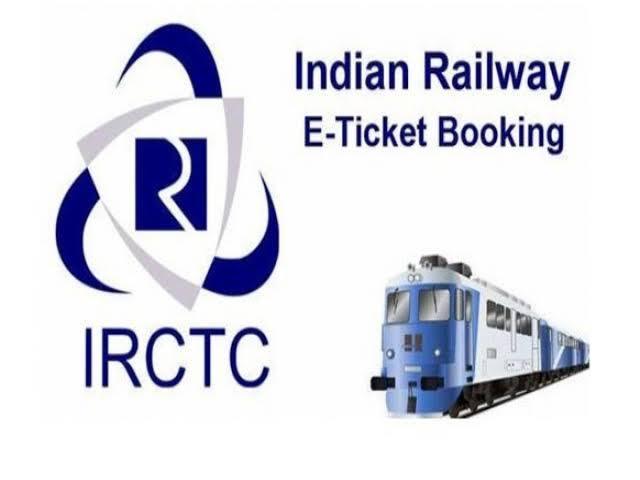 Indian Railway
E-Ticket Booking
R
IRCTC